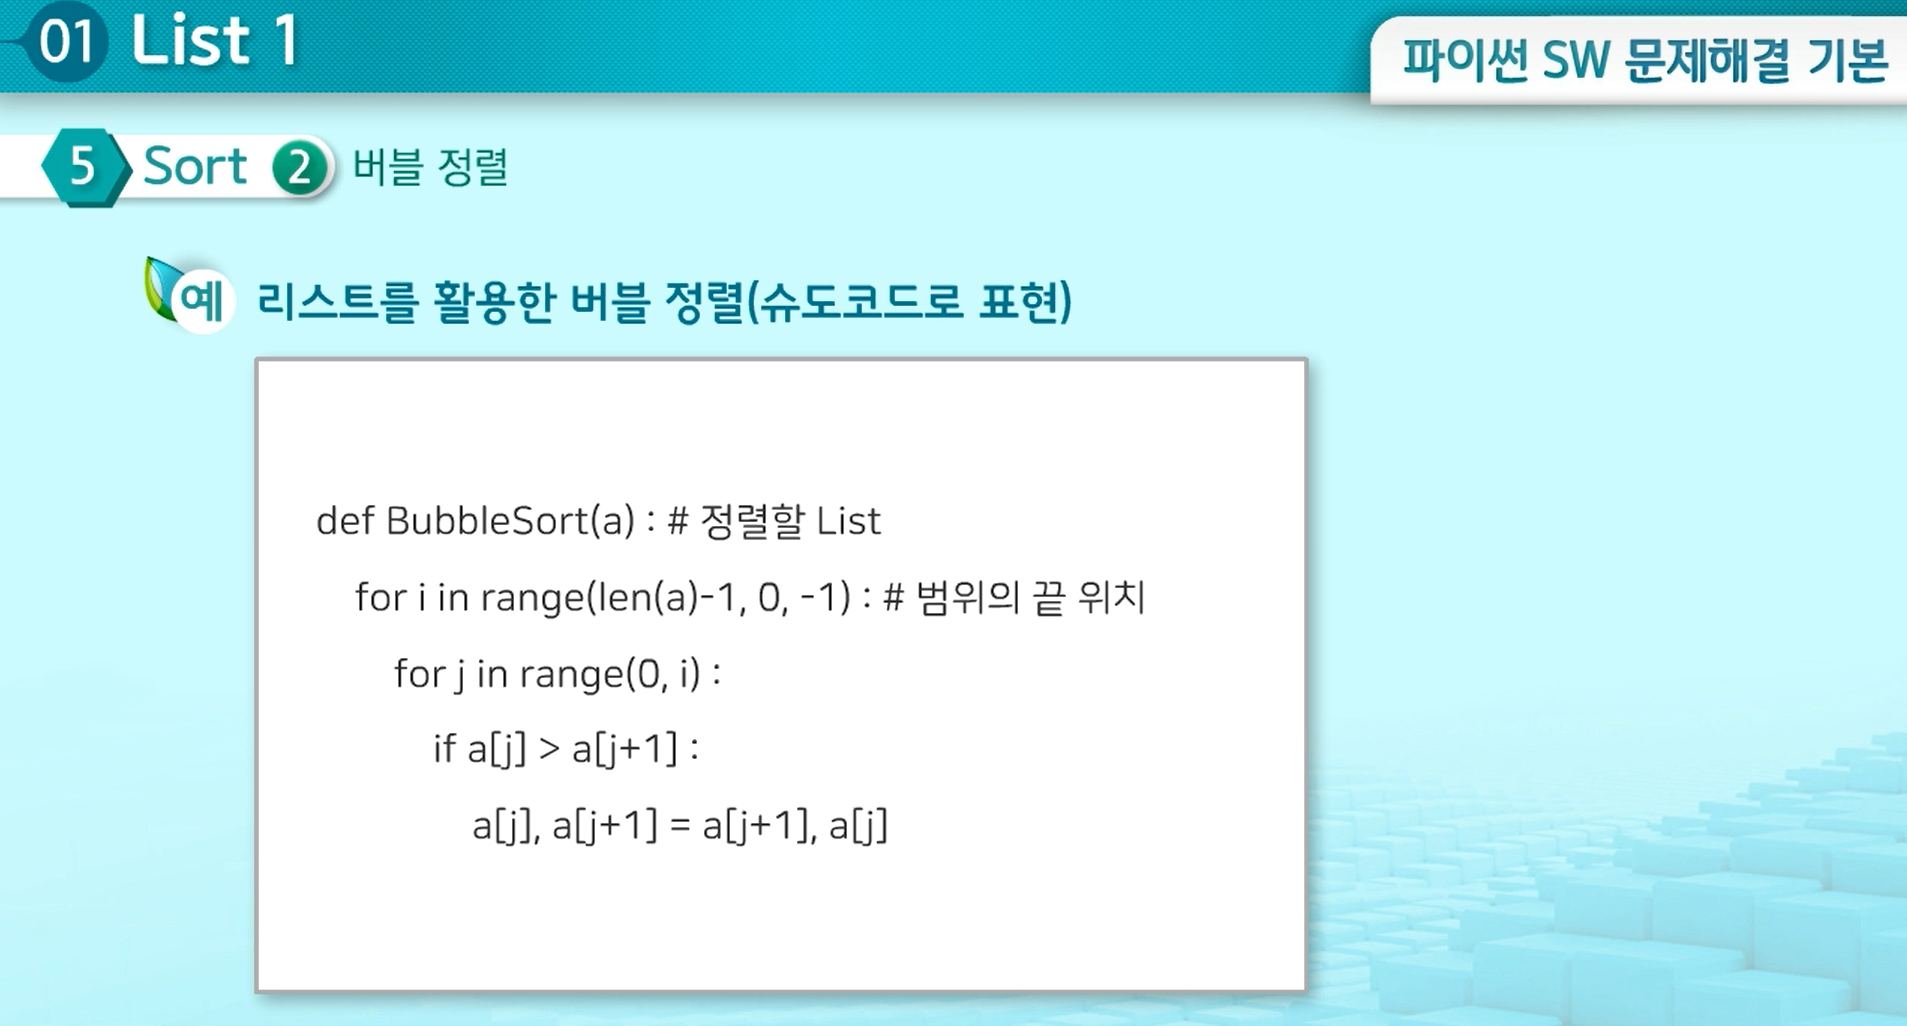 01 List 1
파이썬 SW 문제해결 기본
5 Sort 2 버블 정렬
예 리스트를 활용한 버블 정렬(슈도코드로 표현)
def BubbleSort(a) : # 정렬할 List
for i in range(len(a)-1, 0, -1) : # 범위의 끝 위치
for j in range(0, i) :
if a[j] > a[j+1] :
a[j], a[j+1] = a[j+1], a[j]